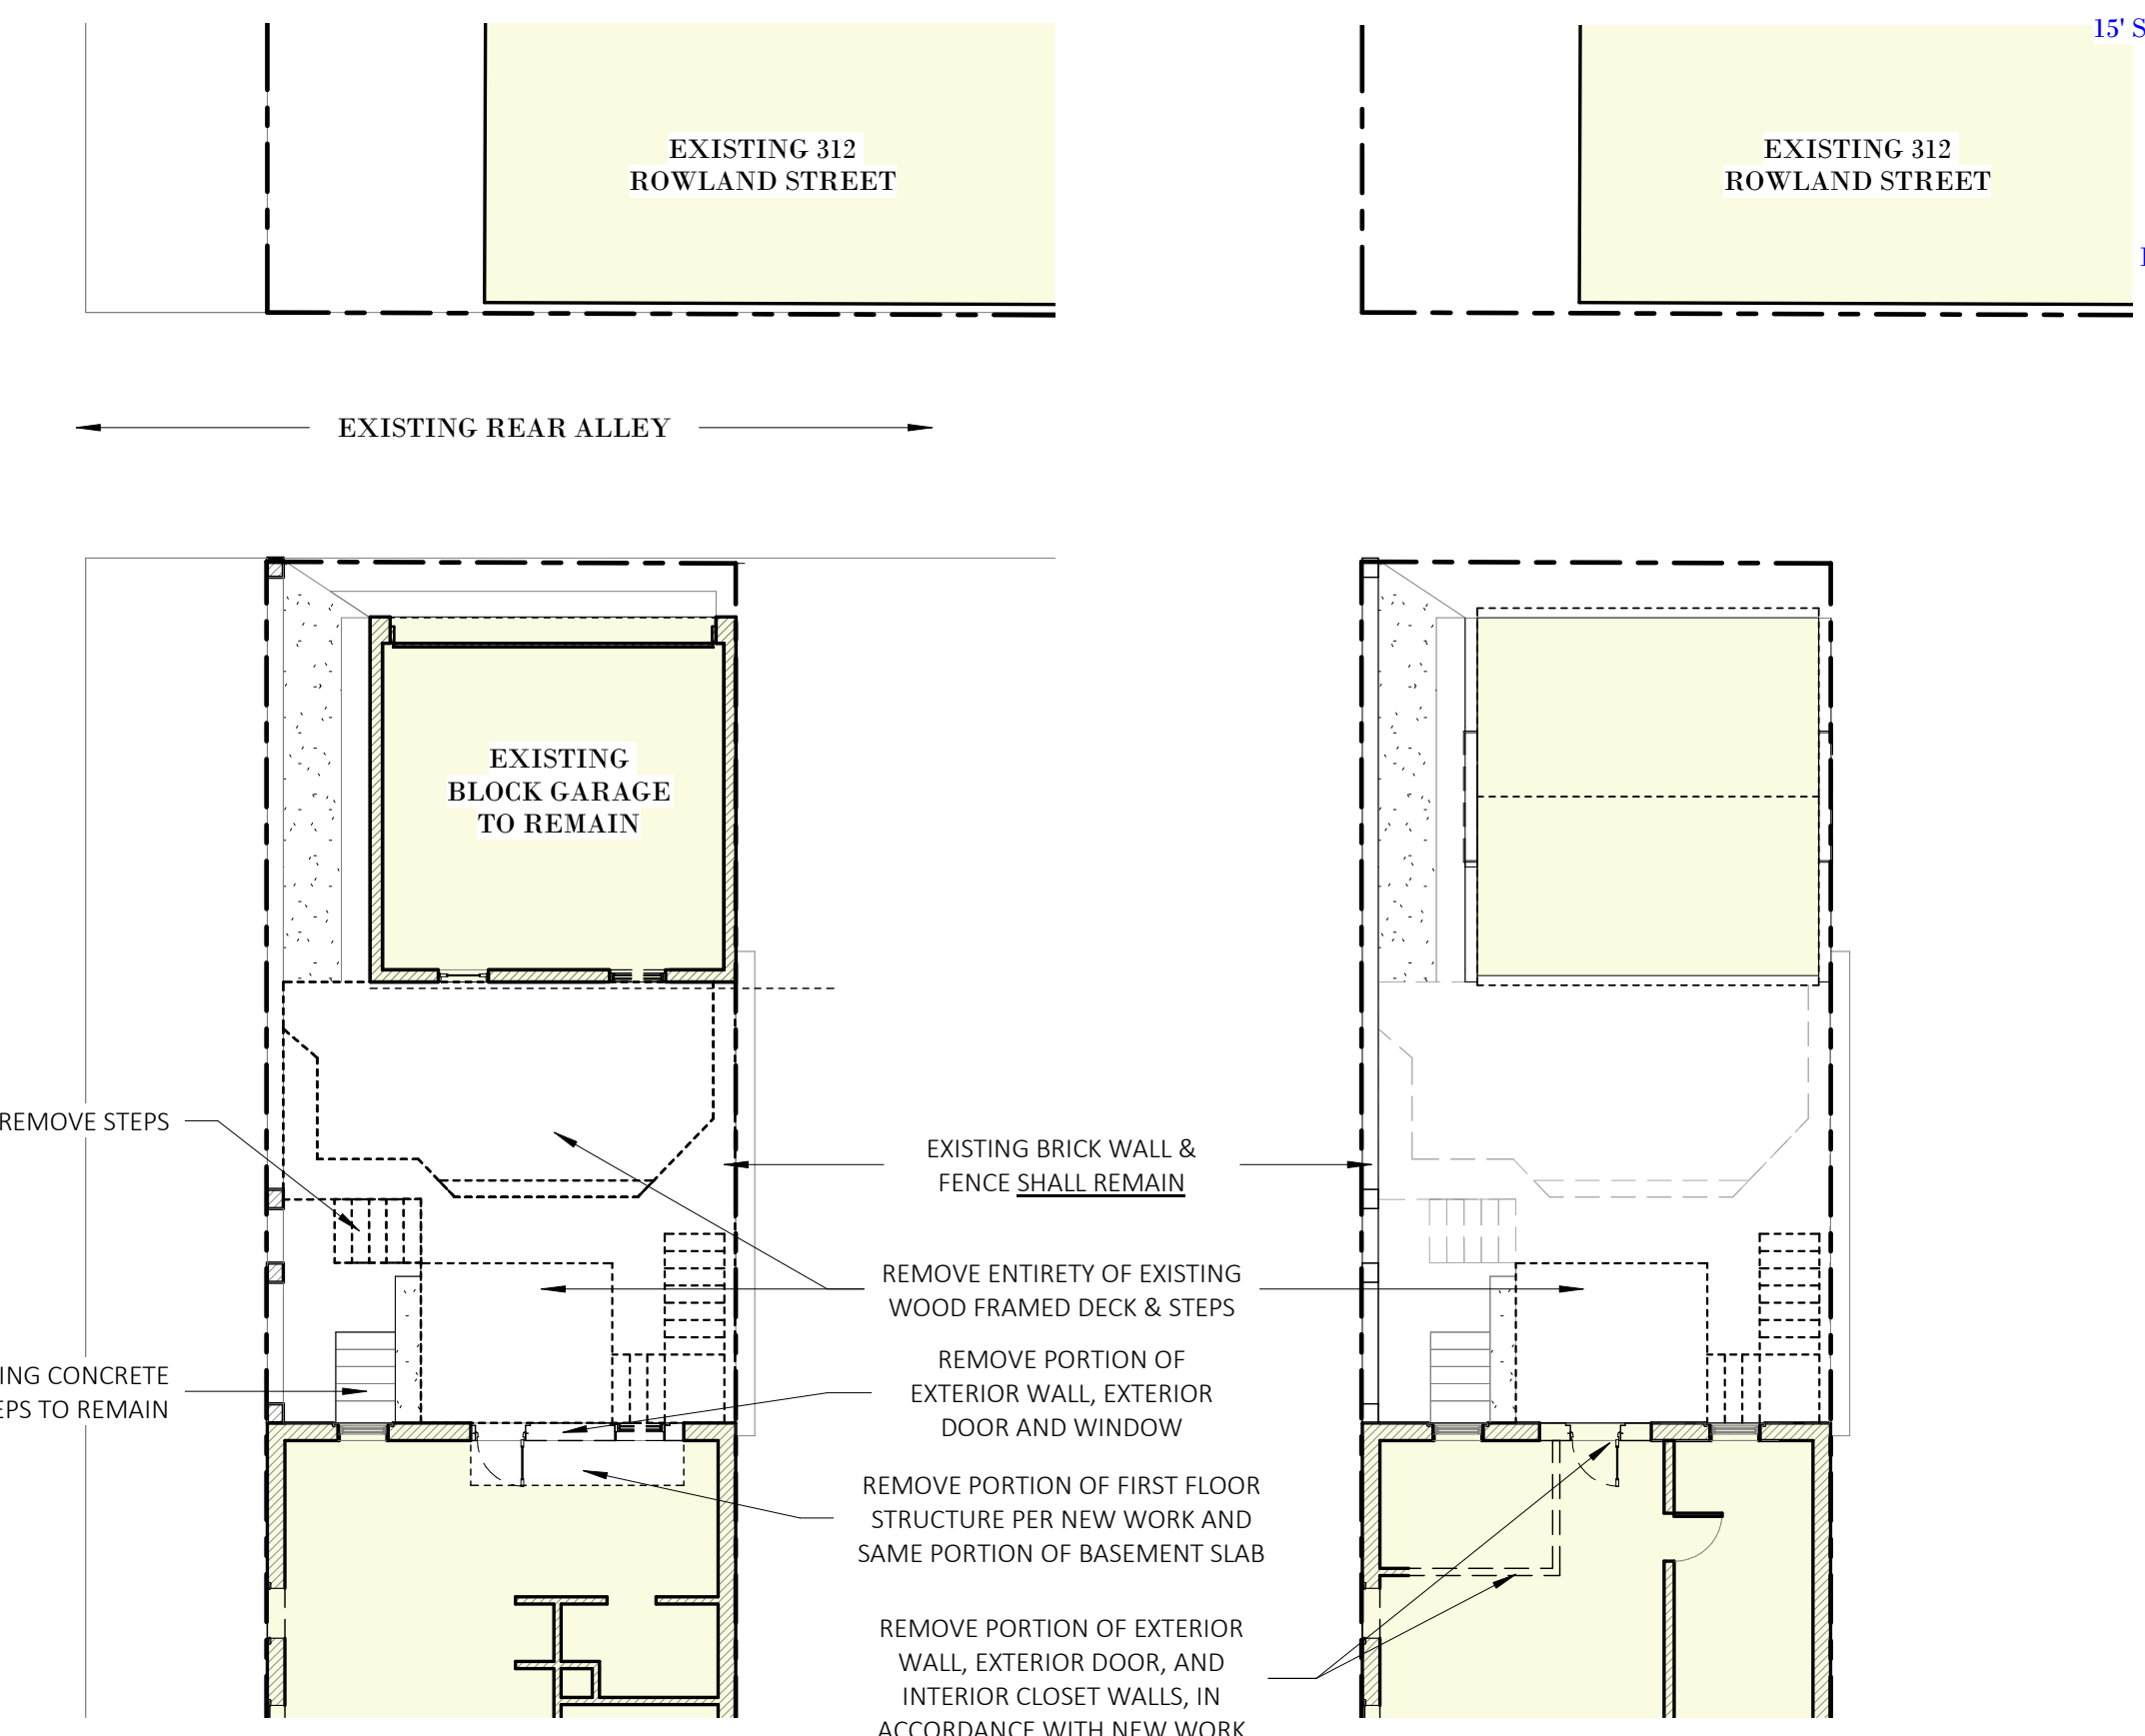 15' S
EXISTING 312
ROWLAND STREET
EXISTING 312
ROWLAND STREET
EXISTING REAR ALLEY
EXISTING
BLOCK GARAGE
TO REMAIN
REMOVE STEPS
EXISTING BRICK WALL &
FENCE SHALL REMAIN
REMOVE ENTIRETY OF EXISTING
WOOD FRAMED DECK & STEPS
REMOVE PORTION OF
EXTERIOR WALL, EXTERIOR
DOOR AND WINDOW
ING CONCRETE
EPS TO REMAIN
REMOVE PORTION OF FIRST FLOOR
STRUCTURE PER NEW WORK AND
SAME PORTION OF BASEMENT SLAB
REMOVE PORTION OF EXTERIOR
WALL, EXTERIOR DOOR, AND
INTERIOR CLOSET WALLS, IN
ACCORDANCE WITH NEW WORK